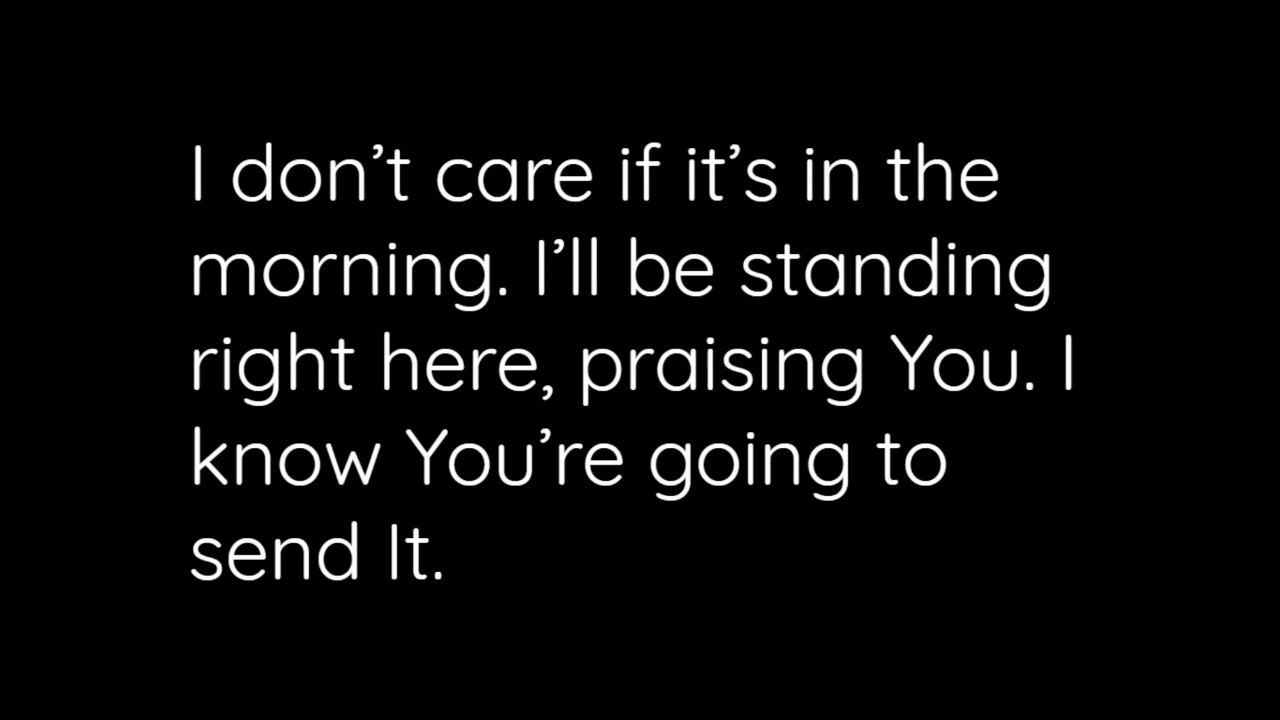 I don’t care if it’s in the
morning. I’ll be standing
right here, praising You. I
know You’re going to
send It.